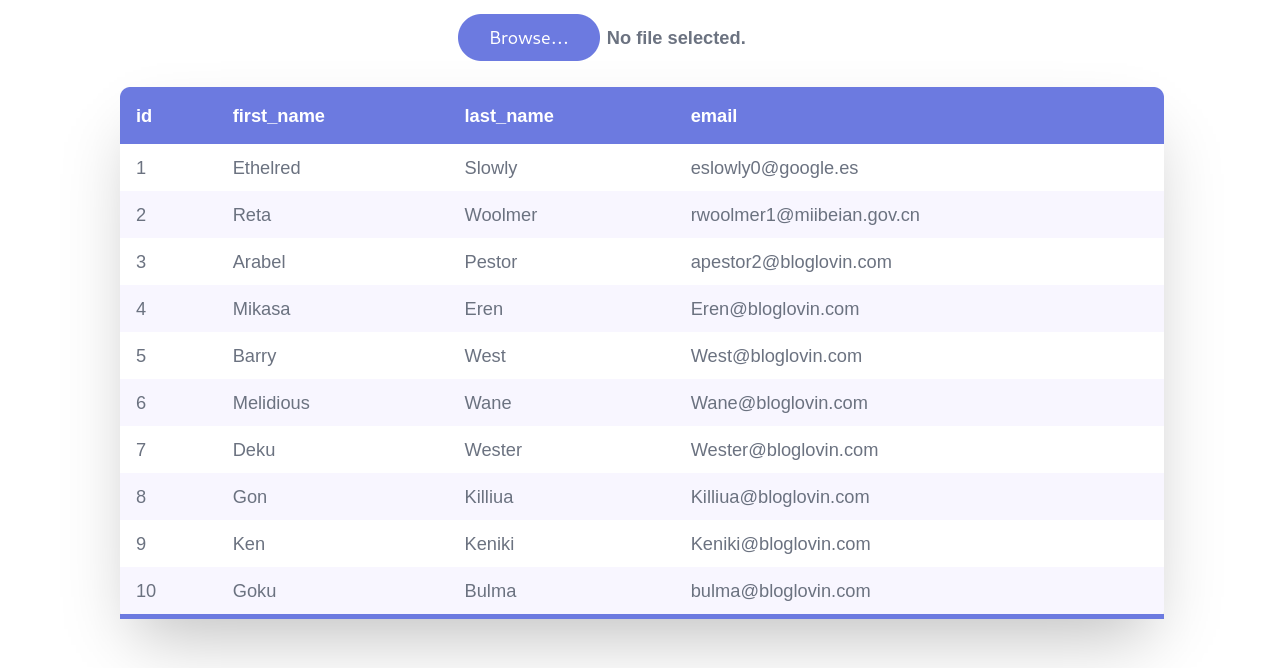 Browse... No file selected.
id first_name last_name email
1 Ethelred Slowly eslowly0@google.es
2 Reta Woolmer rwoolmer1@miibeian.gov.cn
3 Arabel Pestor apestor2@bloglovin.com
4 Mikasa Eren Eren@bloglovin.com
5 Barry West West@bloglovin.com
6 Melidious Wane Wane@bloglovin.com
7 Deku Wester Wester@bloglovin.com
8 Gon Killiua Killiua@bloglovin.com
9 Ken Keniki Keniki@bloglovin.com
10 Goku Bulma bulma@bloglovin.com